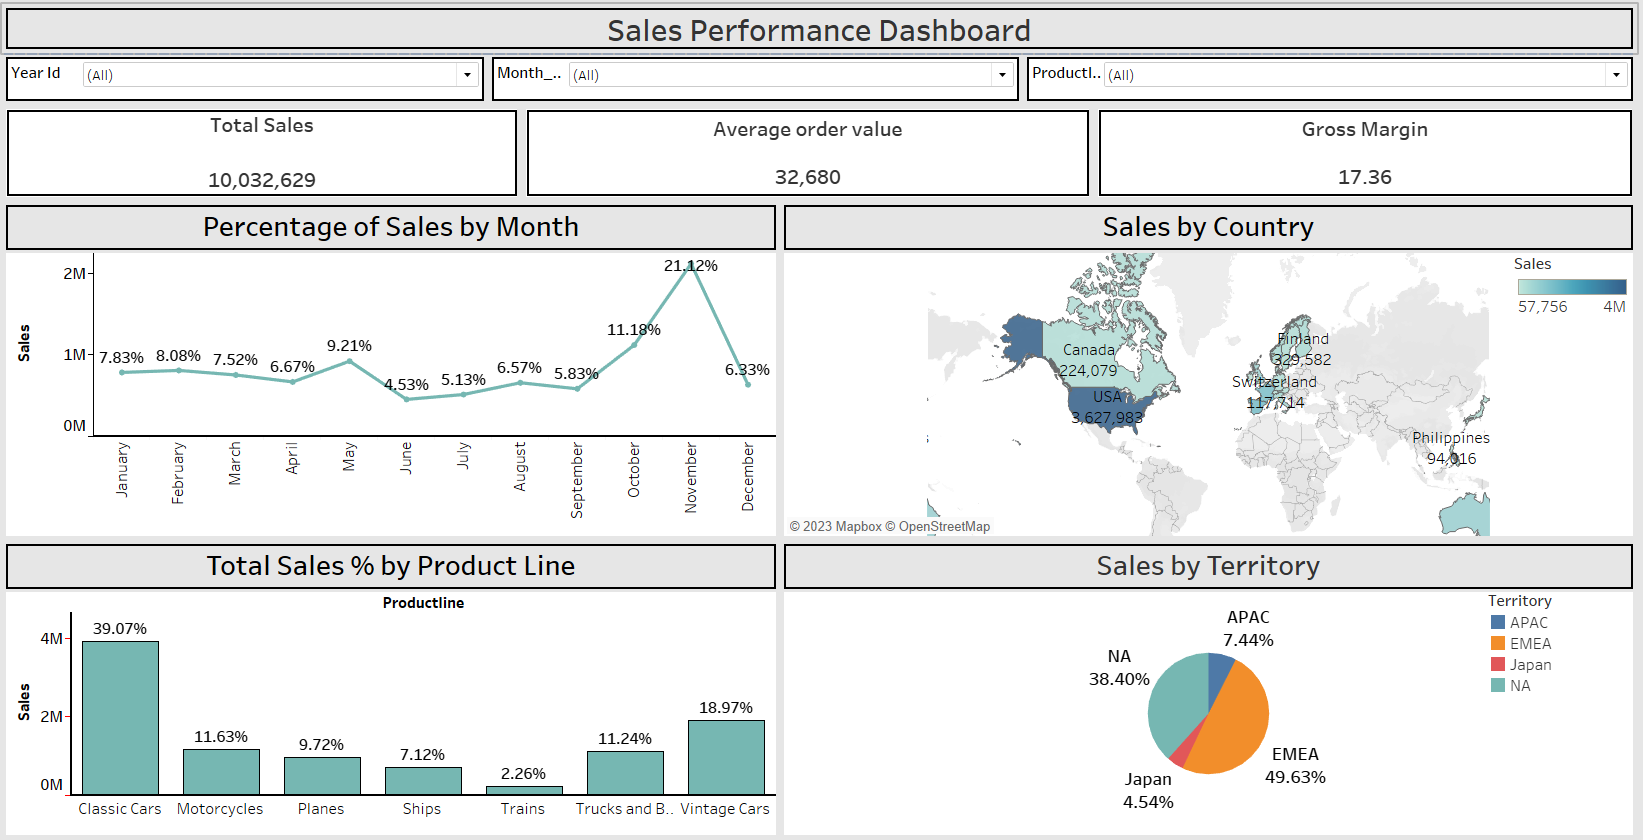 Sales Performance Dashboard
Year Id (All)
Month_.. (All)
Productl.. (All)
Total Sales
10,032,629
Average order value
32,680
Gross Margin
17.36
Percentage of Sales by Month
2M
1M
0M
Sales
7.83%
8.08%
7.52%
6.67%
9.21%
4.53%
5.13%
6.57%
5.83%
11.18%
21.12%
6.33%
January
February
March
April
May
June
July
August
September
October
November
December
Sales by Country
Canada
224,079
USA
3,627,983
Finland
329,582
Switzerland
117,714
Philippines
94,016
© 2023 Mapbox © OpenStreetMap
Sales
57,756 4M
Total Sales % by Product Line
Productline
4M
2M
0M
Sales
39.07%
11.63%
9.72%
7.12%
2.26%
11.24%
18.97%
Classic Cars
Motorcycles
Planes
Ships
Trains
Trucks and B..
Vintage Cars
Sales by Territory
APAC
7.44%
NA
38.40%
EMEA
49.63%
Japan
4.54%
Territory
APAC
EMEA
Japan
NA